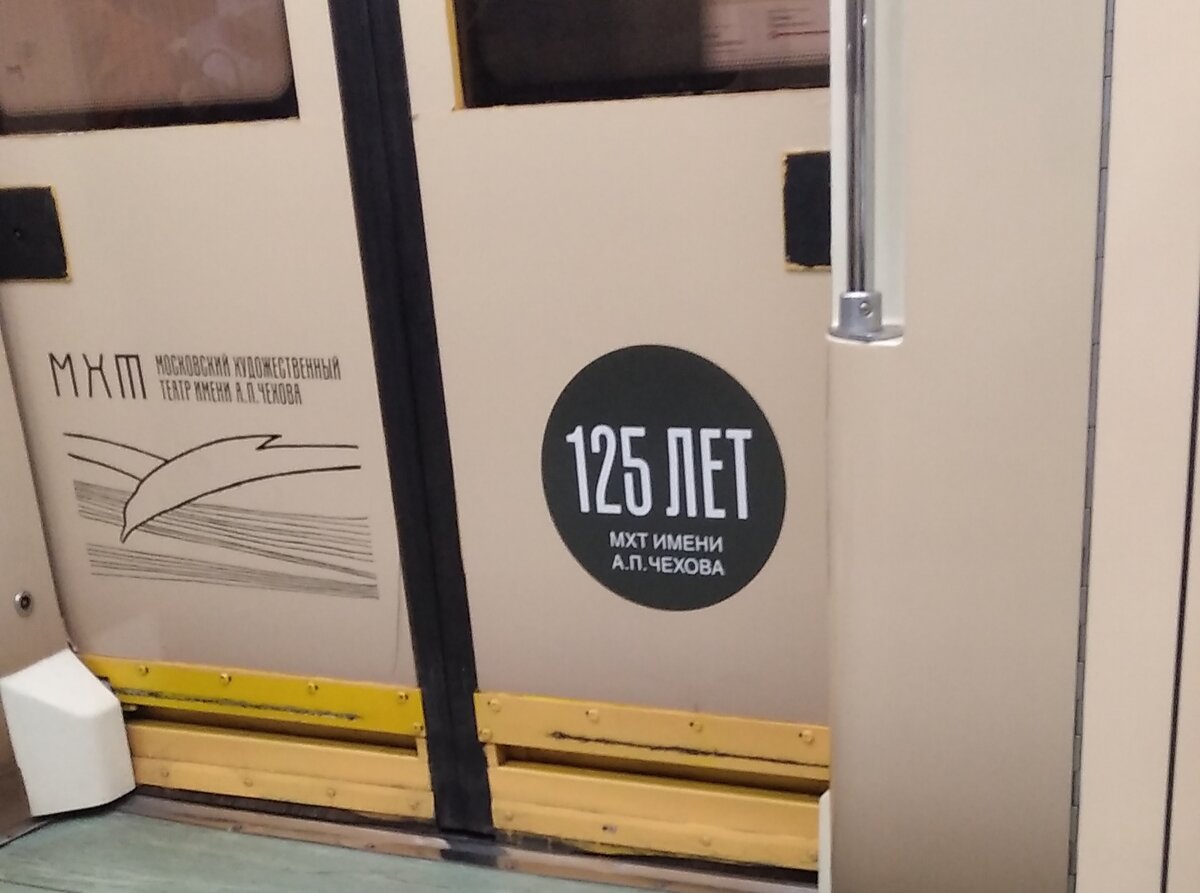 МХТ
МОСКОВСКИЙ ХУДОЖЕСТВЕННЫЙ
ТЕАТР ИМЕНИ А.П.ЧЕХОВА
125 ЛЕТ
МХТ ИМЕНИ
А.П.ЧЕХОВА